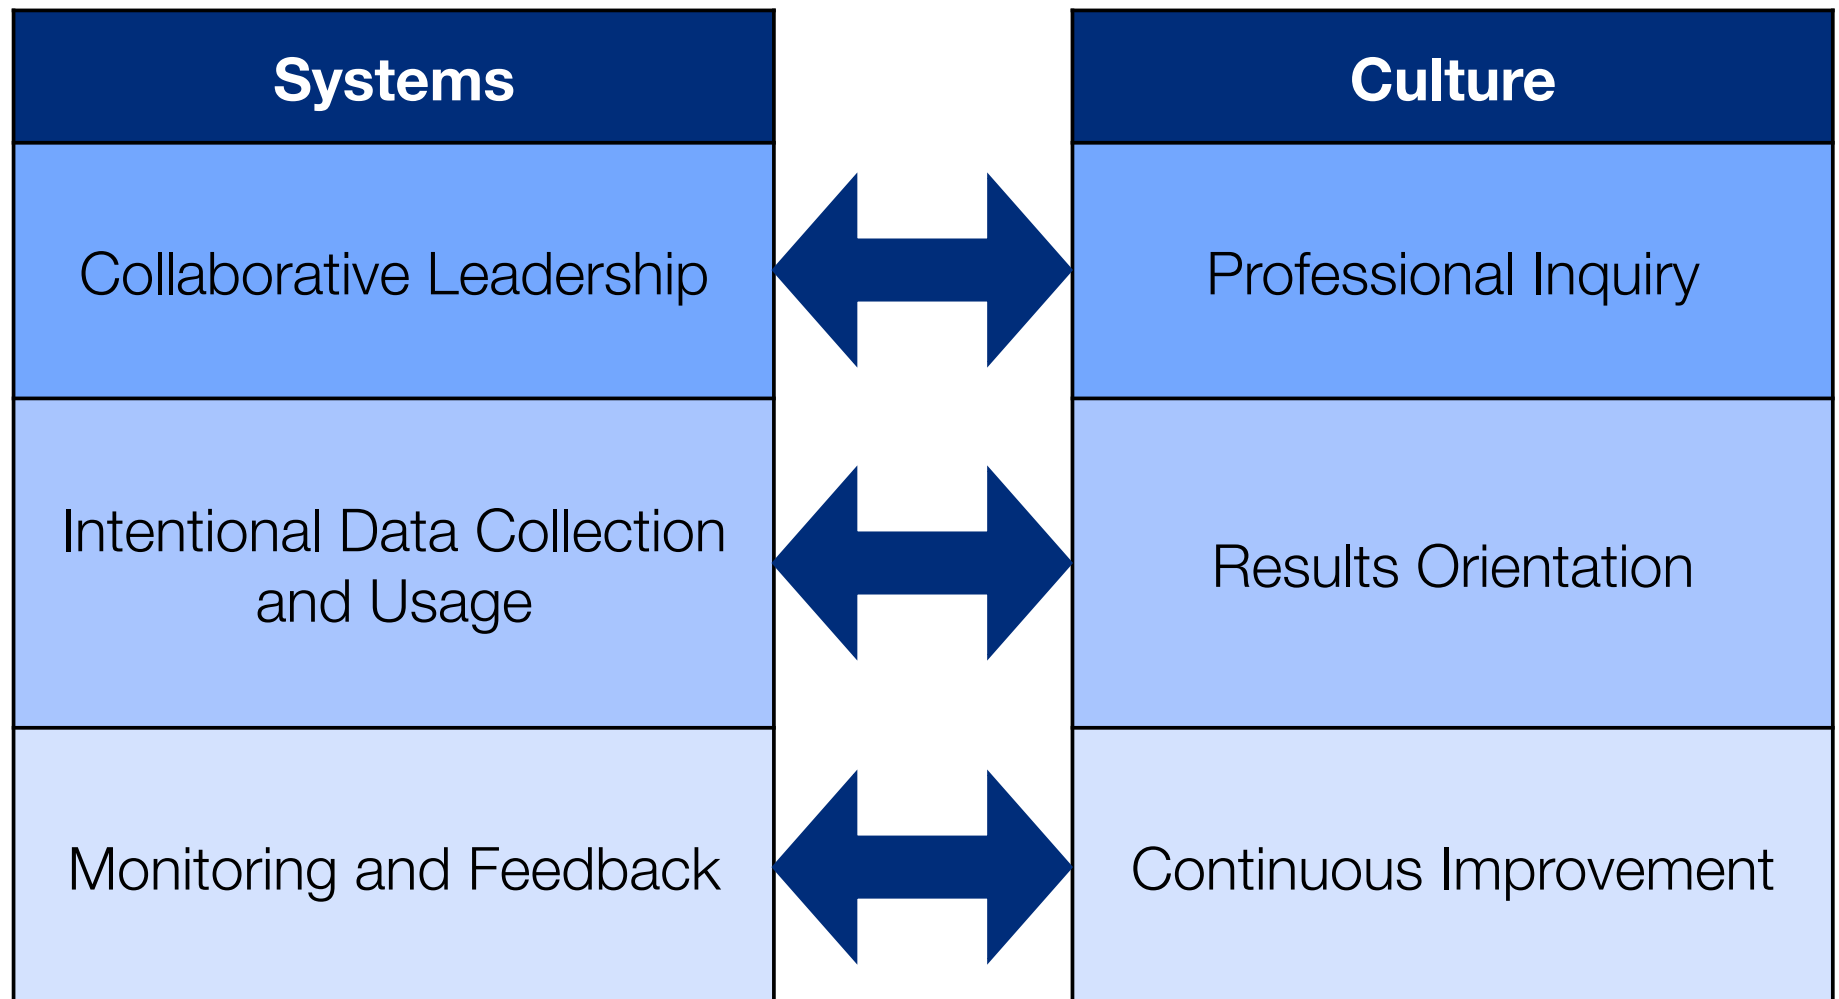 Systems
Culture
Collaborative Leadership
Professional Inquiry
Intentional Data Collection
and Usage
Results Orientation
Monitoring and Feedback
Continuous Improvement